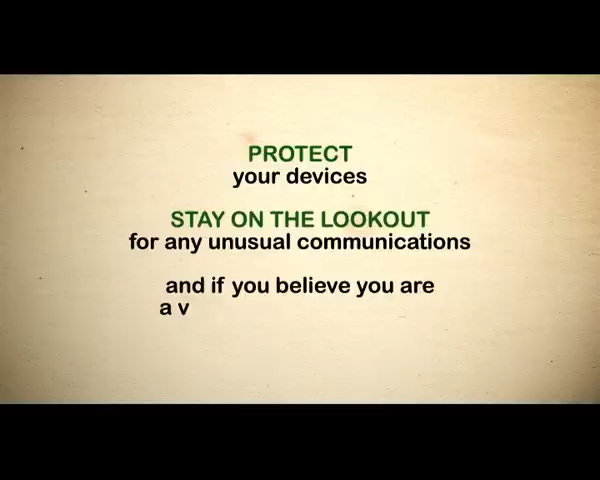 PROTECT
your devices
STAY ON THE LOOKOUT
for any unusual communications
and if you believe you are
a v